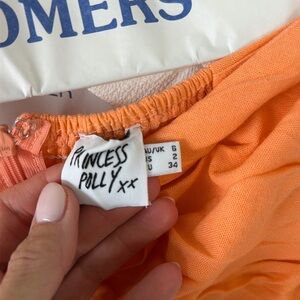 OMERS
PRINCESS
POLLY xx
AU/UK 6
US 2
EU 34